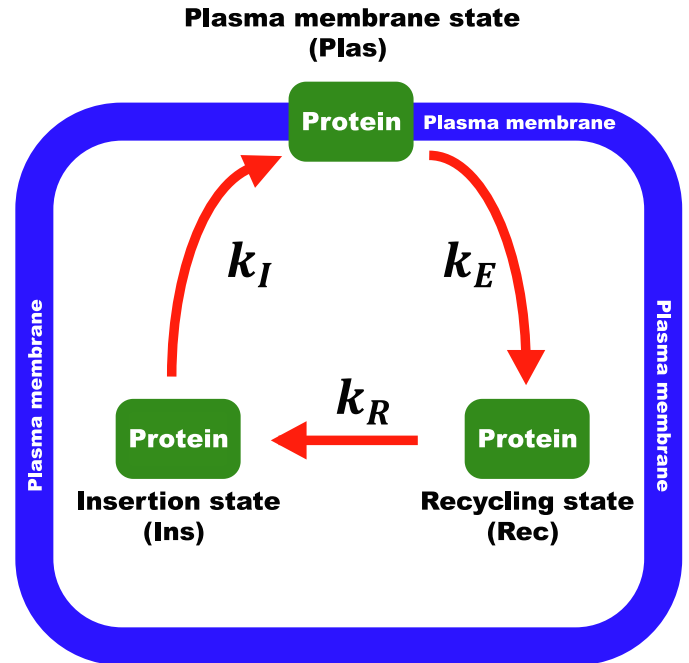 Plasma membrane state
(Plas)
Protein
Plasma membrane
k_I
k_E
Plasma membrane
Plasma membrane
k_R
Protein
Protein
Insertion state
(Ins)
Recycling state
(Rec)